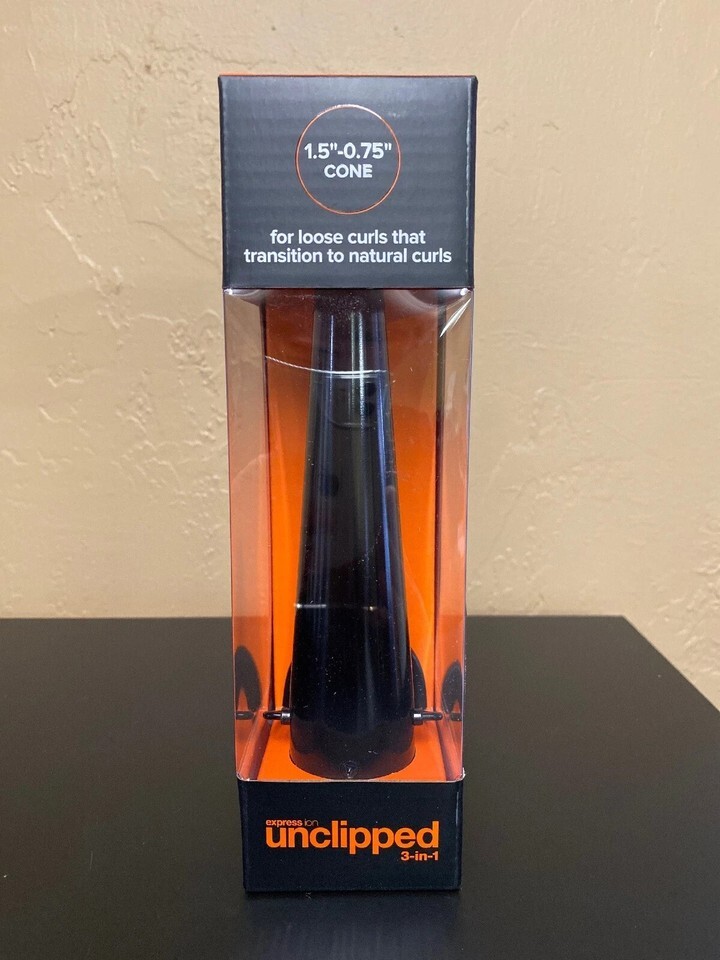 1.5"-0.75"
CONE
for loose curls that
transition to natural curls
express ion
unclipped
3-in-1